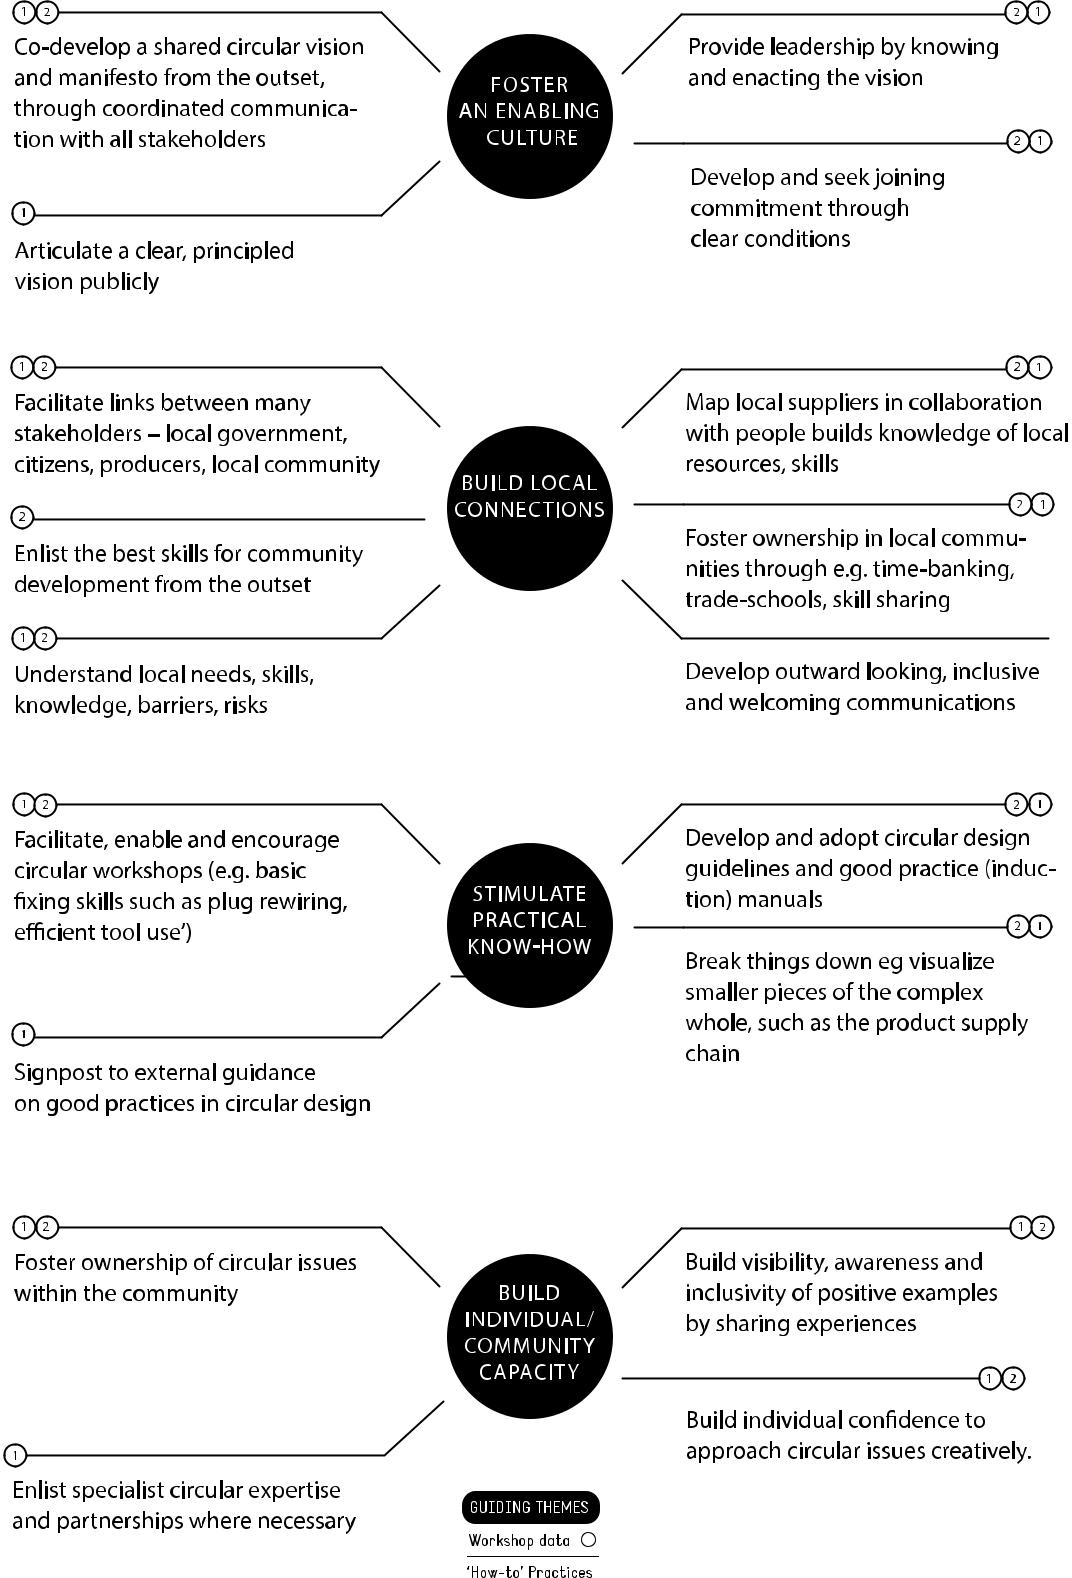 1 2
Co-develop a shared circular vision
and manifesto from the outset,
through coordinated communica-
tion with all stakeholders
1
Articulate a clear, principled
vision publicly
FOSTER
AN ENABLING
CULTURE
2 1
Provide leadership by knowing
and enacting the vision
2 1
Develop and seek joining
commitment through
clear conditions
1 2
Facilitate links between many
stakeholders – local government,
citizens, producers, local community
2
Enlist the best skills for community
development from the outset
1 2
Understand local needs, skills,
knowledge, barriers, risks
BUILD LOCAL
CONNECTIONS
2 1
Map local suppliers in collaboration
with people builds knowledge of local
resources, skills
2 1
Foster ownership in local commu-
nities through e.g. time-banking,
trade-schools, skill sharing
Develop outward looking, inclusive
and welcoming communications
1 2
Facilitate, enable and encourage
circular workshops (e.g. basic
fixing skills such as plug rewiring,
efficient tool use’)
1
Signpost to external guidance
on good practices in circular design
STIMULATE
PRACTICAL
KNOW-HOW
2 1
Develop and adopt circular design
guidelines and good practice (induc-
tion) manuals
2 1
Break things down eg visualize
smaller pieces of the complex
whole, such as the product supply
chain
1 2
Foster ownership of circular issues
within the community
1
Enlist specialist circular expertise
and partnerships where necessary
BUILD
INDIVIDUAL/
COMMUNITY
CAPACITY
1 2
Build visibility, awareness and
inclusivity of positive examples
by sharing experiences
1 2
Build individual confidence to
approach circular issues creatively.
GUIDING THEMES
Workshop data
‘How-to’ Practices